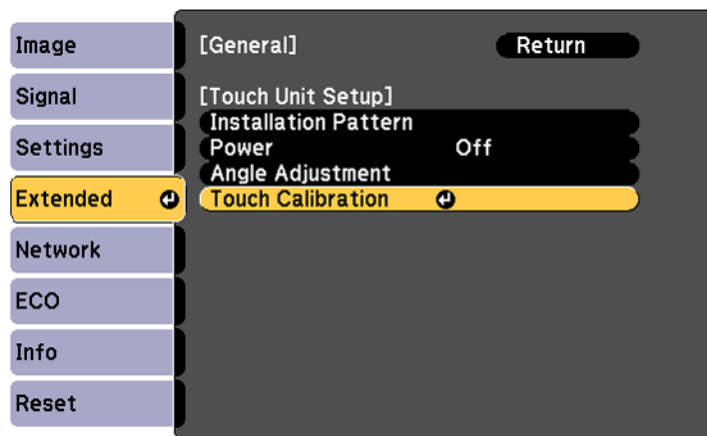 Image
Signal
Settings
Extended
Network
ECO
Info
Reset
[General] Return
[Touch Unit Setup]
Installation Pattern
Power Off
Angle Adjustment
Touch Calibration